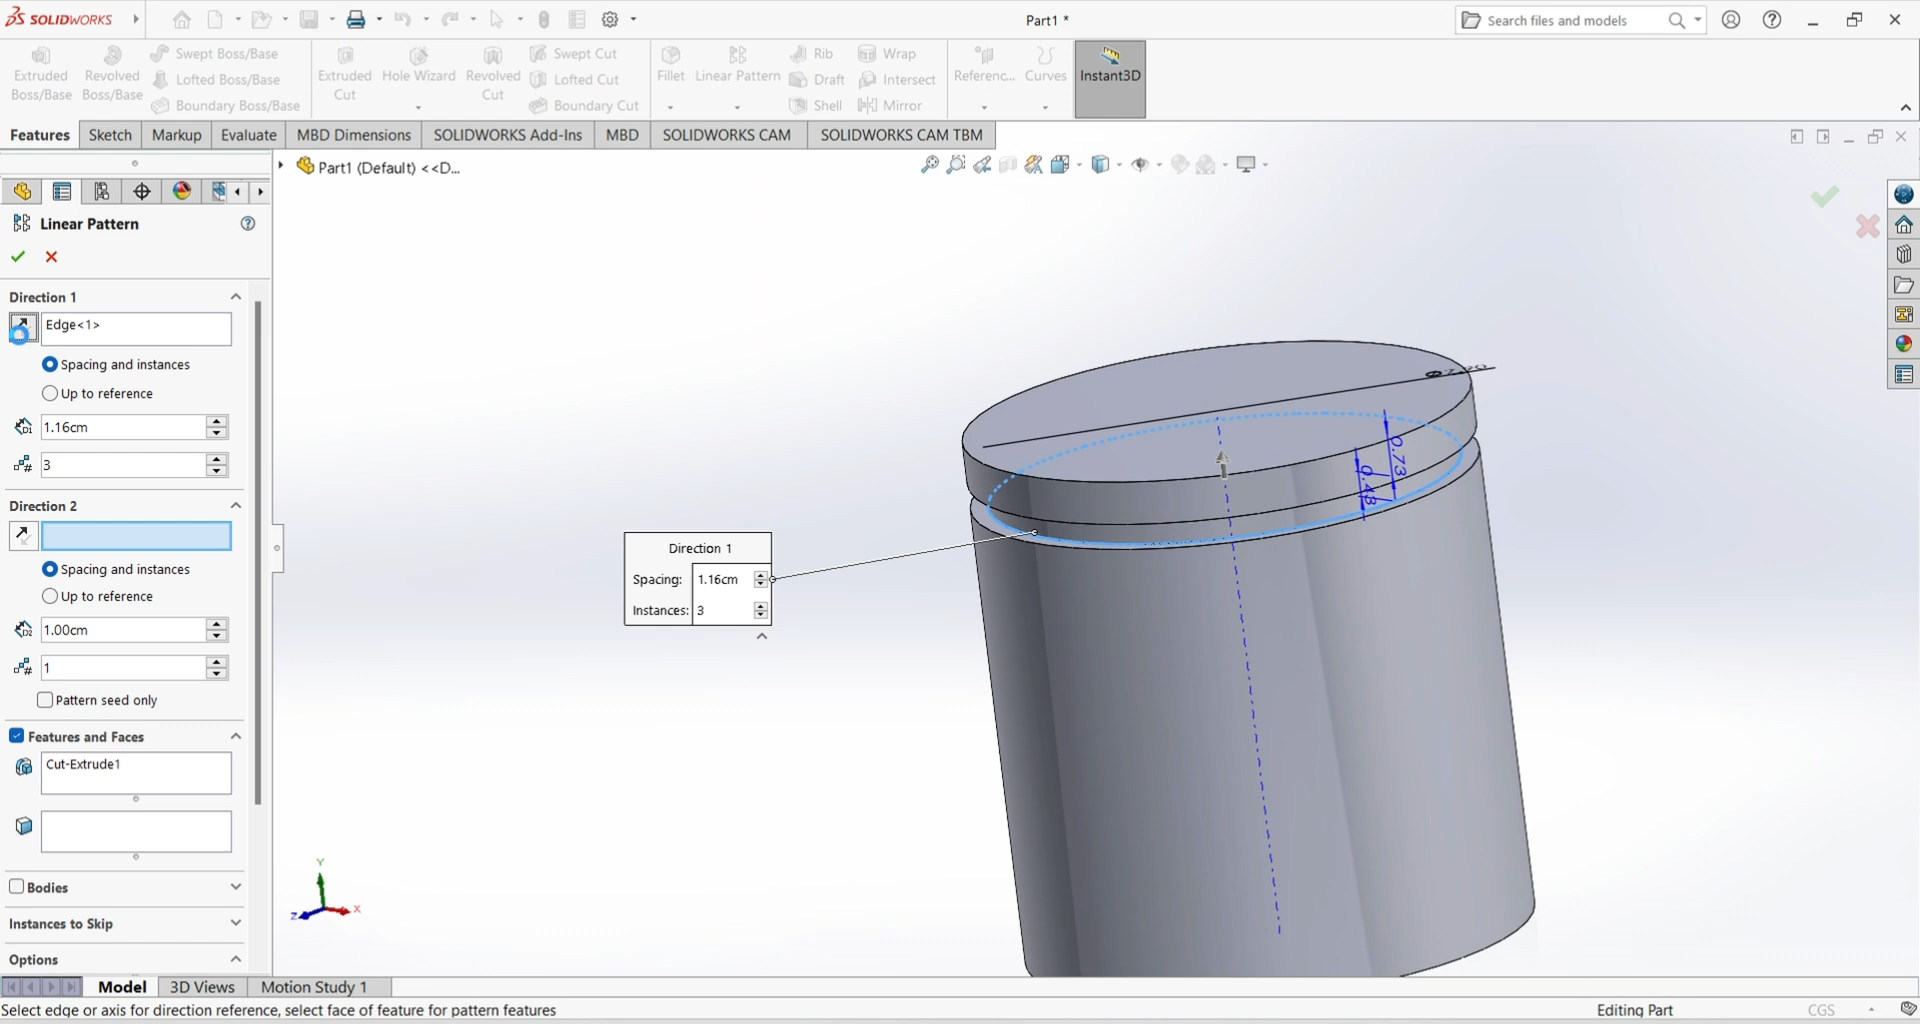 SOLIDWORKS
Part1 *
Search files and models
Extruded Boss/Base
Revolved Boss/Base
Swept Boss/Base
Lofted Boss/Base
Boundary Boss/Base
Extruded Cut
Hole Wizard
Revolved Cut
Swept Cut
Lofted Cut
Boundary Cut
Fillet
Linear Pattern
Rib
Draft
Shell
Wrap
Intersect
Mirror
Referenc...
Curves
Instant3D
Features
Sketch
Markup
Evaluate
MBD Dimensions
SOLIDWORKS Add-Ins
MBD
SOLIDWORKS CAM
SOLIDWORKS CAM TBM
Part1 (Default) <<D...
Linear Pattern
Direction 1
Edge<1>
Spacing and instances
Up to reference
D1
1.16cm
3
Direction 2
Spacing and instances
Up to reference
D2
1.00cm
1
Pattern seed only
Features and Faces
Cut-Extrude1
Bodies
Instances to Skip
Options
Direction 1
Spacing: 1.16cm
Instances: 3
0.73
0.43
Y
Z
X
Model
3D Views
Motion Study 1
Select edge or axis for direction reference, select face of feature for pattern features
Editing Part
CGS